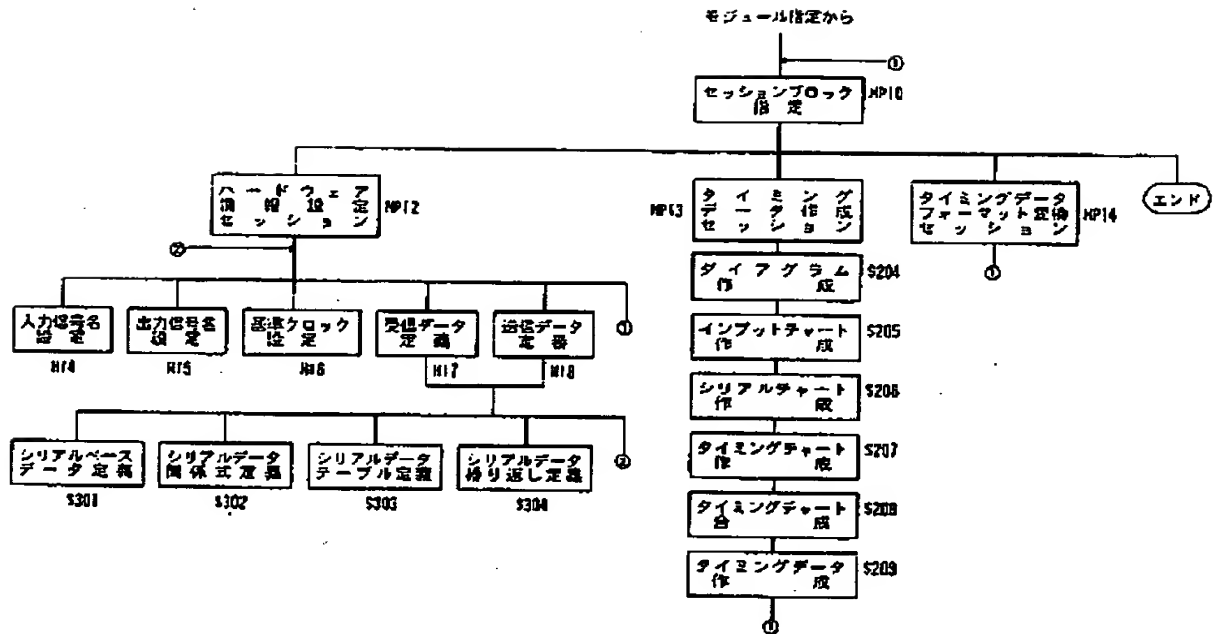 モジュール指定から
①
セッションブロック
指定
MP10
ハードウェア
情報設定
セッション
MP12
タイミング
データ作成
セッション
MP13
タイミングデータ
フォーマット変換
セッション
MP14
エンド
②
①
ダイアグラム
作成
S204
入力信号名
設定
M14
出力信号名
設定
M15
基準クロック
設定
M16
受信データ
定義
M17
送信データ
定義
M18
①
インプットチャート
作成
S205
シリアルチャート
作成
S206
シリアルベース
データ定義
S301
シリアルデータ
関係式定義
S302
シリアルデータ
テーブル定義
S303
シリアルデータ
繰り返し定義
S304
②
タイミングチャート
作成
S207
タイミングチャート
合成
S208
タイミングデータ
作成
S209
①